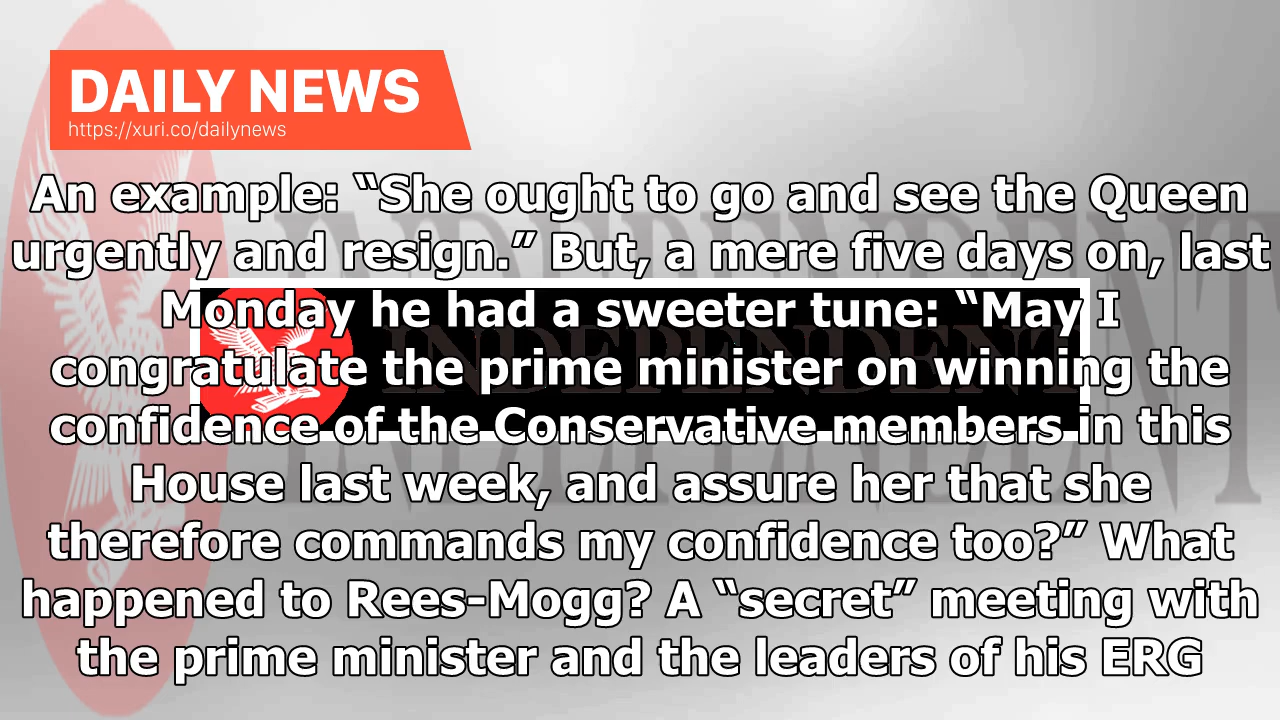 DAILY NEWS
https://xuri.co/dailynews
An example: “She ought to go and see the Queen
urgently and resign.” But, a mere five days on, last
Monday he had a sweeter tune: “May I
congratulate the prime minister on winning the
confidence of the Conservative members in this
House last week, and assure her that she
therefore commands my confidence too?” What
happened to Rees-Mogg? A “secret” meeting with
the prime minister and the leaders of his ERG
INDEPENDENT
INDEPENDENT